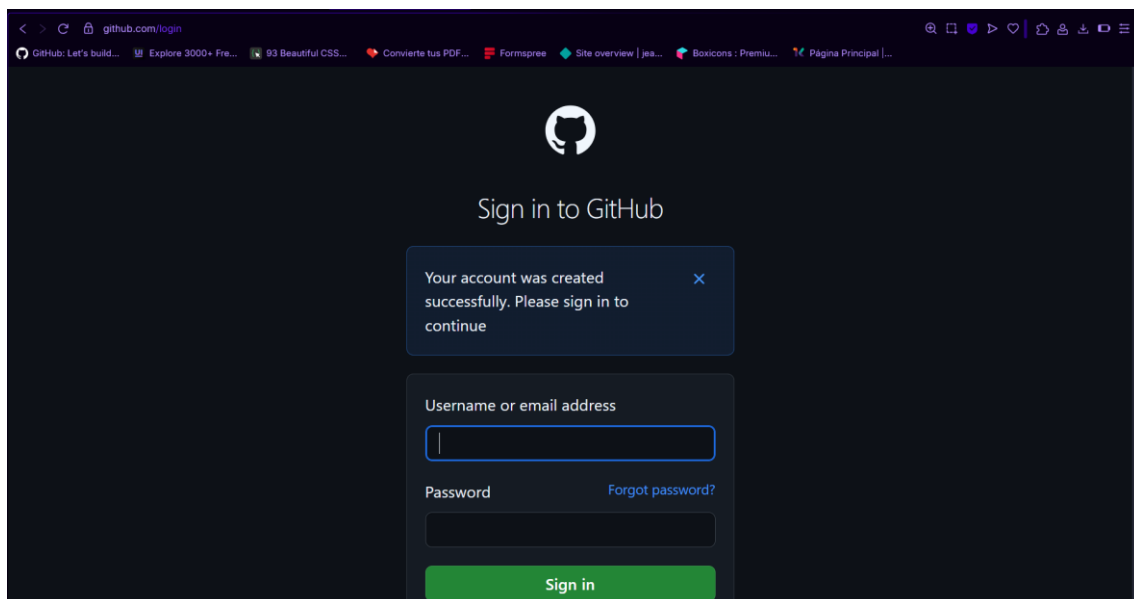 github.com/login
GitHub: Let's build... Explore 3000+ Fre... 93 Beautiful CSS... Convierte tus PDF... Formspree Site overview | jea... Boxicons : Premiu... Página Principal |...
Sign in to GitHub
Your account was created
successfully. Please sign in to
continue
Username or email address
Password Forgot password?
Sign in